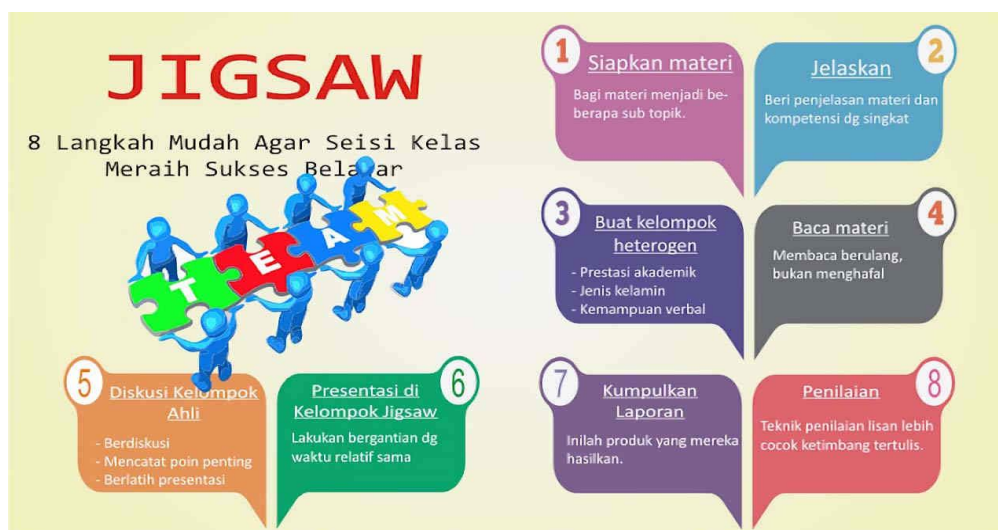 JIGSAW
8 Langkah Mudah Agar Seisi Kelas
Meraih Sukses Belajar
TEAM
1
Siapkan materi
Bagi materi menjadi be-
berapa sub topik.
2
Jelaskan
Beri penjelasan materi dan
kompetensi dg singkat
3
Buat kelompok
heterogen
- Prestasi akademik
- Jenis kelamin
- Kemampuan verbal
4
Baca materi
Membaca berulang,
bukan menghafal
5
Diskusi Kelompok
Ahli
- Berdiskusi
- Mencatat poin penting
- Berlatih presentasi
6
Presentasi di
Kelompok Jigsaw
Lakukan bergantian dg
waktu relatif sama
7
Kumpulkan
Laporan
Inilah produk yang mereka
hasilkan.
8
Penilaian
Teknik penilaian lisan lebih
cocok ketimbang tertulis.